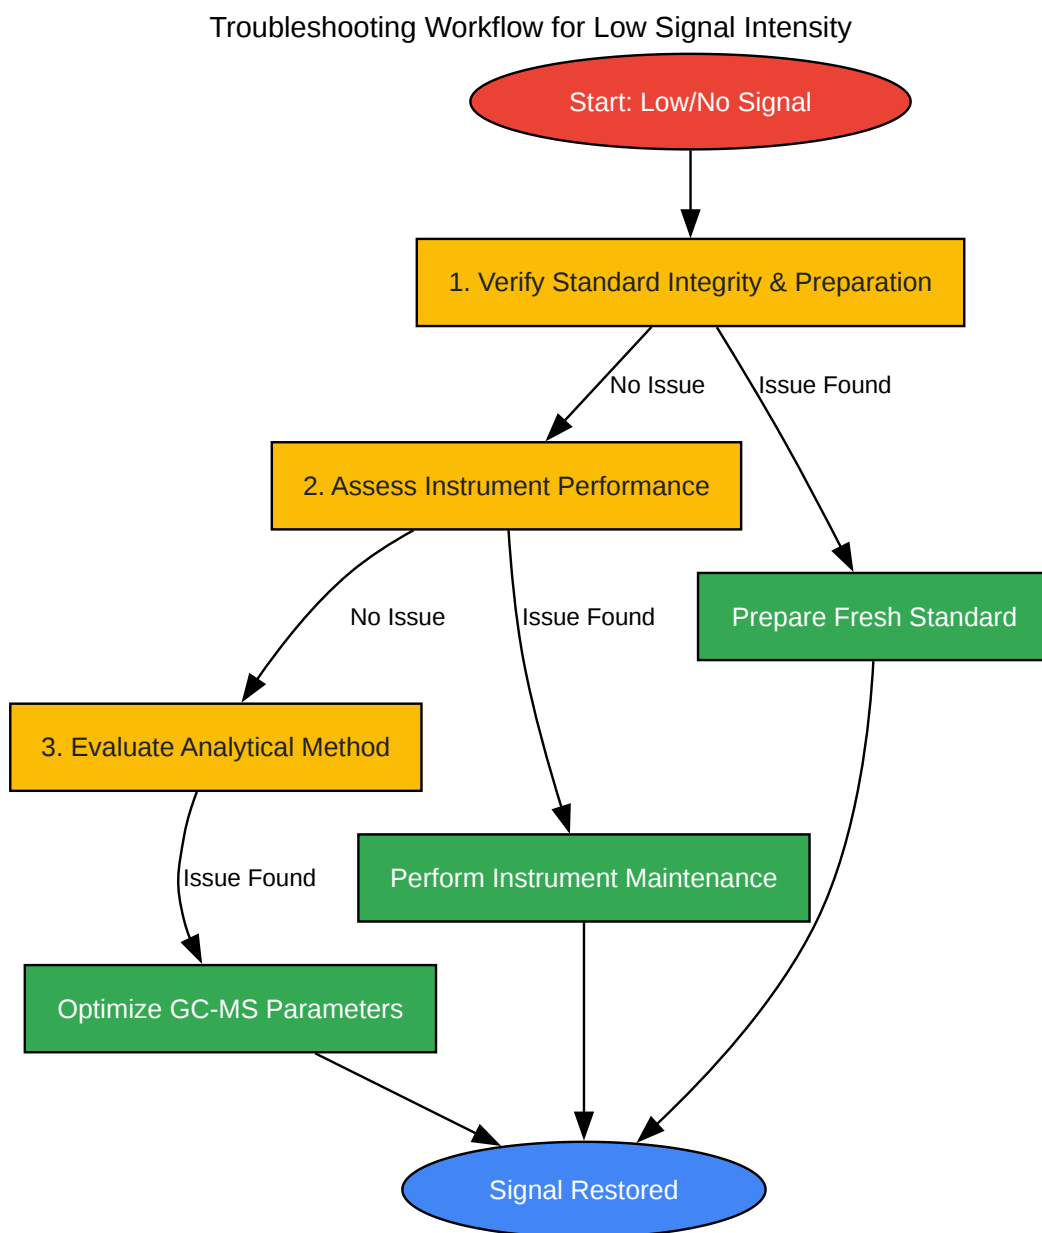 Troubleshooting Workflow for Low Signal Intensity
Start: Low/No Signal
1. Verify Standard Integrity & Preparation
No Issue
Issue Found
2. Assess Instrument Performance
No Issue
Issue Found
Prepare Fresh Standard
3. Evaluate Analytical Method
Issue Found
Perform Instrument Maintenance
Optimize GC-MS Parameters
Signal Restored